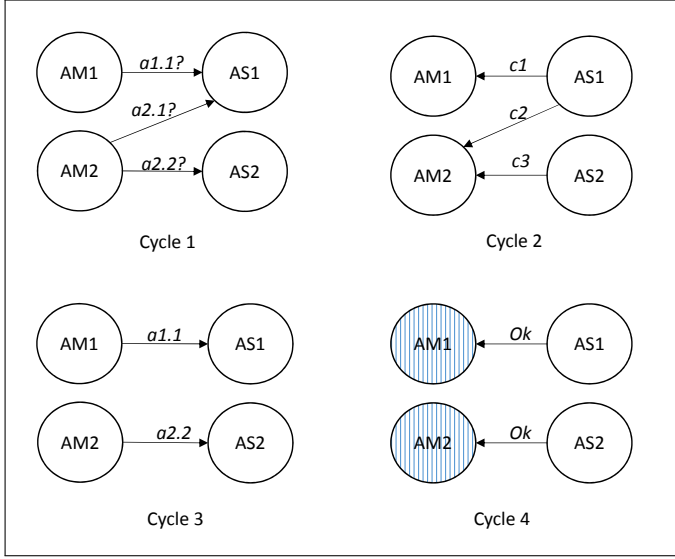 AM1 a1.1? AS1
a2.1?
AM2 a2.2? AS2
Cycle 1
AM1 c1 AS1
c2
AM2 c3 AS2
Cycle 2
AM1 a1.1 AS1
AM2 a2.2 AS2
Cycle 3
AM1 Ok AS1
AM2 Ok AS2
Cycle 4